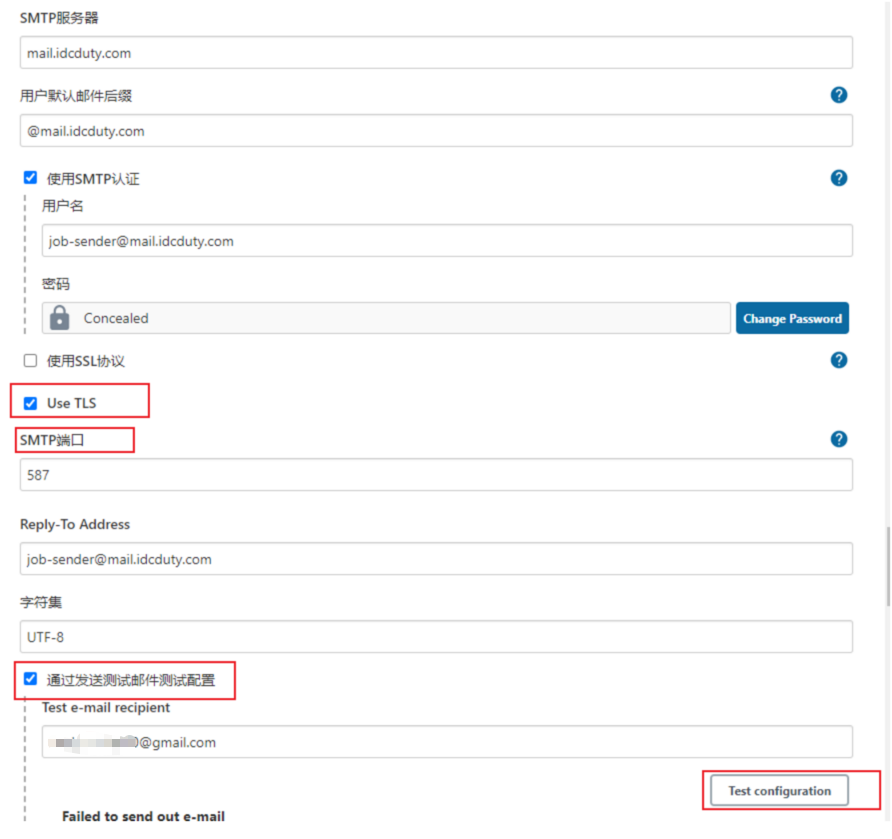 SMTP服务器
mail.idcduty.com
用户默认邮件后缀
?
@mail.idcduty.com
使用SMTP认证
?
用户名
job-sender@mail.idcduty.com
密码
Concealed
Change Password
使用SSL协议
?
Use TLS
SMTP端口
?
587
Reply-To Address
job-sender@mail.idcduty.com
字符集
UTF-8
通过发送测试邮件测试配置
Test e-mail recipient
0@gmail.com
Test configuration
Failed to send out e-mail